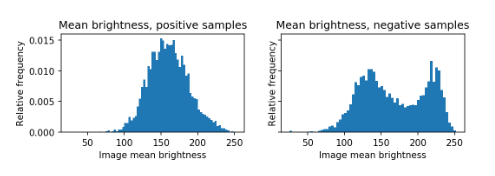 Mean brightness, positive samples
Relative frequency
0.015
0.010
0.005
0.000
50 100 150 200 250
Image mean brightness
Mean brightness, negative samples
Relative frequency
50 100 150 200 250
Image mean brightness